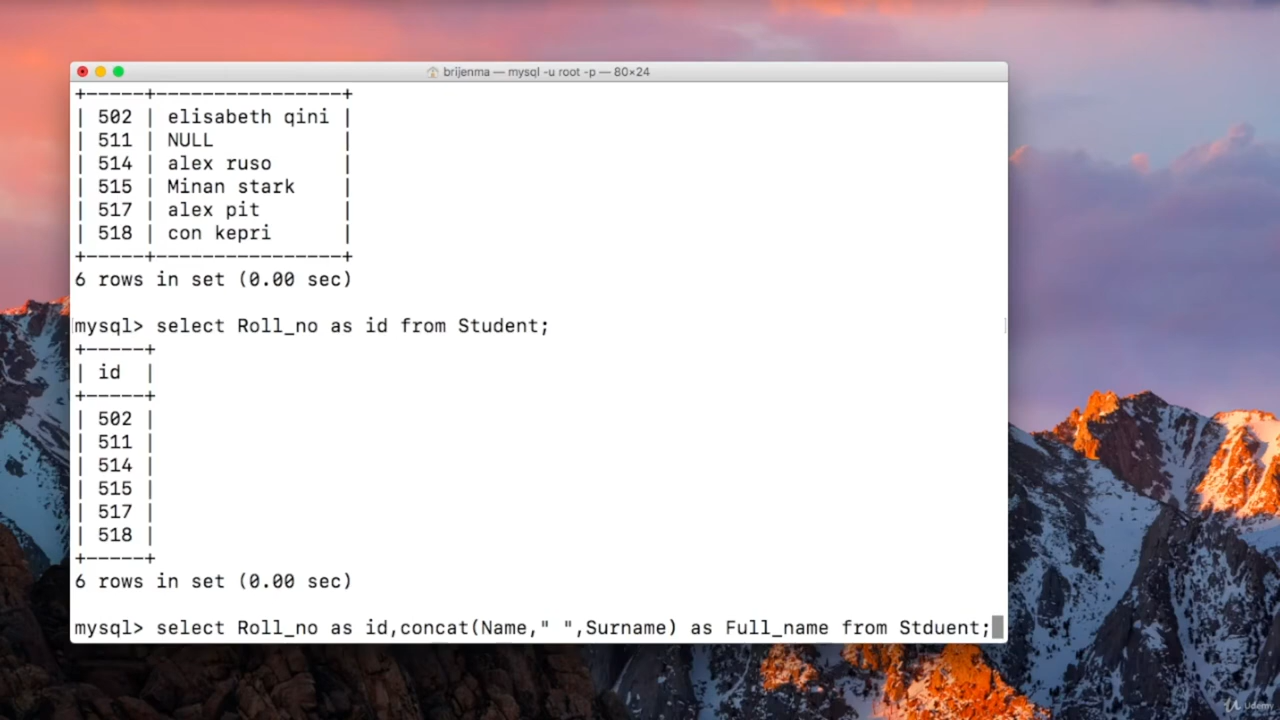 brijenma — mysql -u root -p — 80×24
+-----+---------------+
| 502 | elisabeth qini |
| 511 | NULL |
| 514 | alex ruso |
| 515 | Minan stark |
| 517 | alex pit |
| 518 | con kepri |
+-----+---------------+
6 rows in set (0.00 sec)
mysql> select Roll_no as id from Student;
+-----+
| id |
+-----+
| 502 |
| 511 |
| 514 |
| 515 |
| 517 |
| 518 |
+-----+
6 rows in set (0.00 sec)
mysql> select Roll_no as id,concat(Name," ",Surname) as Full_name from Stduent;
Udemy